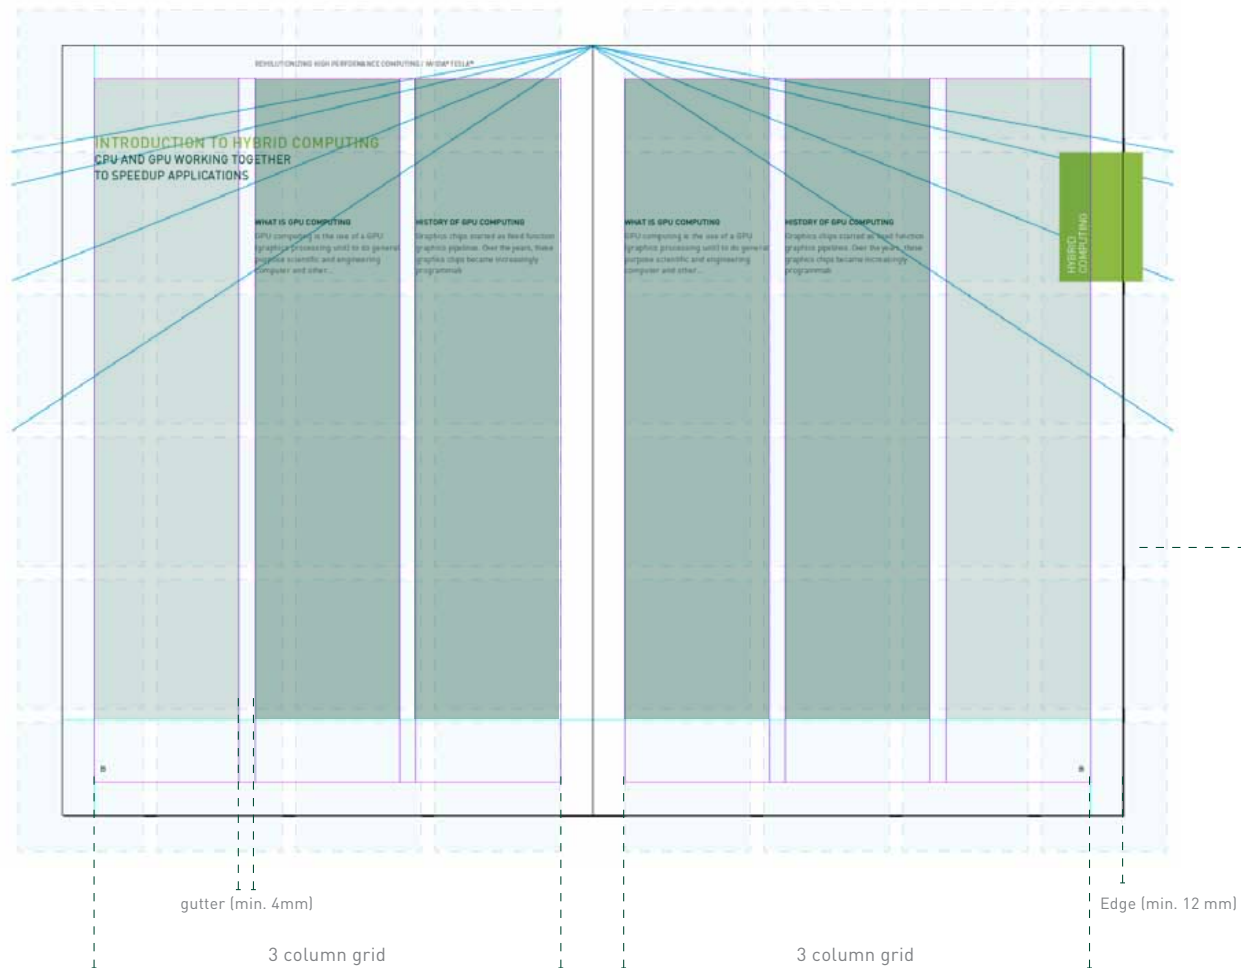 REVOLUTIONIZING HIGH PERFORMANCE COMPUTING / NVIDIA® TESLA®
INTRODUCTION TO HYBRID COMPUTING
CPU AND GPU WORKING TOGETHER
TO SPEEDUP APPLICATIONS
WHAT IS GPU COMPUTING
GPU computing is the use of a GPU
(graphics processing unit) to do general
purpose scientific and engineering
computer and other...
HISTORY OF GPU COMPUTING
Graphics chips started as fixed function
graphics pipelines. Over the years, these
graphics chips became increasingly
programmab
WHAT IS GPU COMPUTING
GPU computing is the use of a GPU
(graphics processing unit) to do general
purpose scientific and engineering
computer and other...
HISTORY OF GPU COMPUTING
Graphics chips started as fixed function
graphics pipelines. Over the years, these
graphics chips became increasingly
programmab
HYBRID
COMPUTING
gutter (min. 4mm)
Edge (min. 12 mm)
3 column grid
3 column grid